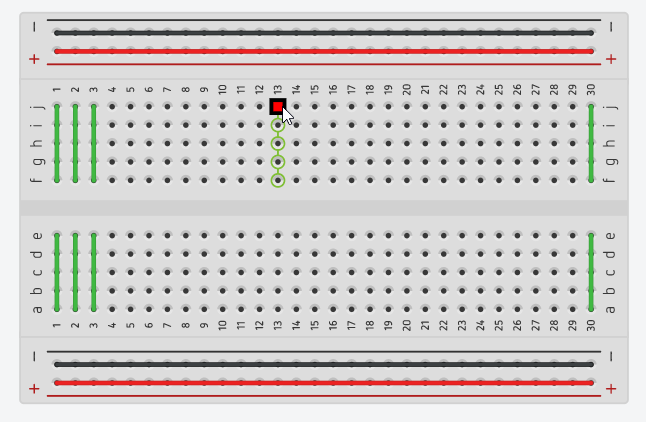 − −
+ +
1 2 3 4 5 6 7 8 9 10 11 12 13 14 15 16 17 18 19 20 21 22 23 24 25 26 27 28 29 30
j j
i i
h h
g g
f f
e e
d d
c c
b b
a a
1 2 3 4 5 6 7 8 9 10 11 12 13 14 15 16 17 18 19 20 21 22 23 24 25 26 27 28 29 30
− −
+ +